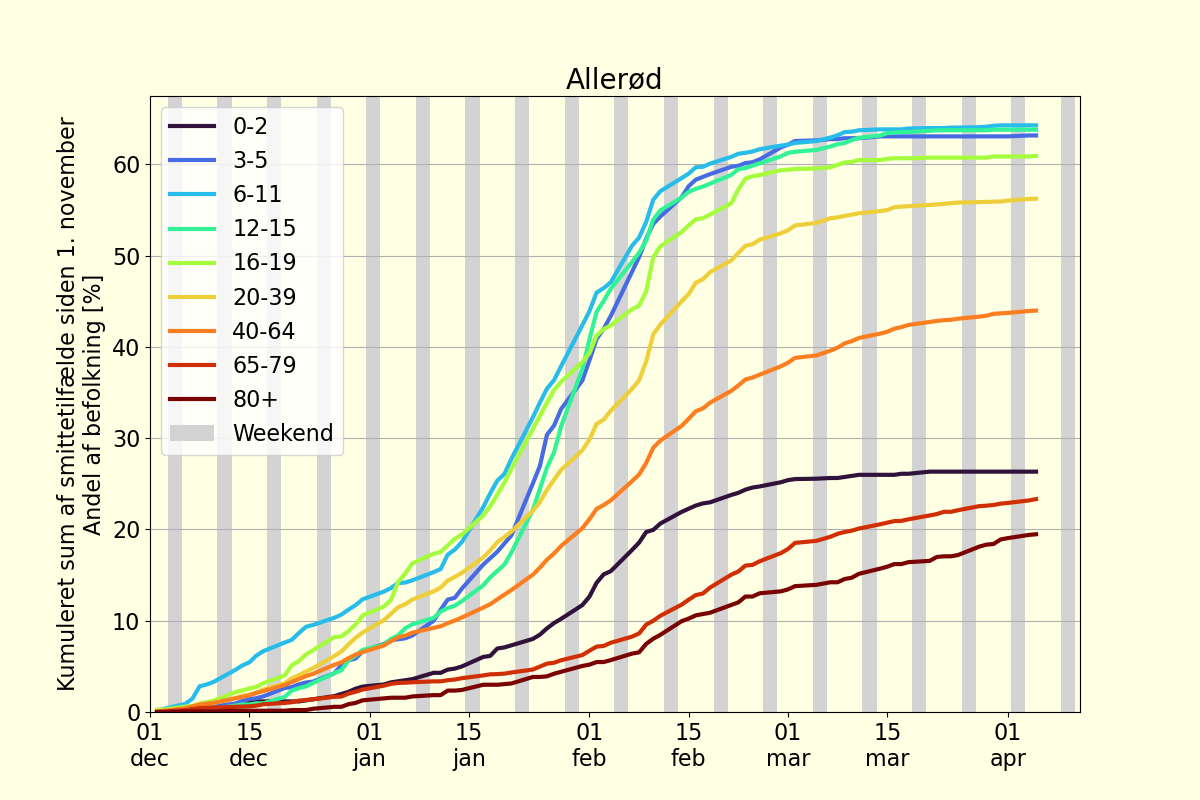 Allerød
Kumuleret sum af smittetilfælde siden 1. november
Andel af befolkning [%]
60
50
40
30
20
10
0
0-2
3-5
6-11
12-15
16-19
20-39
40-64
65-79
80+
Weekend
01 15 01 15 01 15 01 15 01
dec dec jan jan feb feb mar mar apr